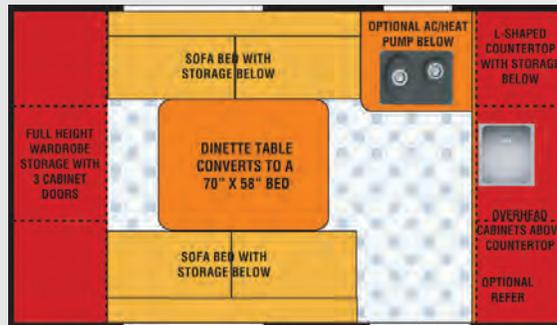 FULL HEIGHT
WARDROBE
STORAGE WITH
3 CABINET
DOORS
SOFA BED WITH
STORAGE BELOW
DINETTE TABLE
CONVERTS TO A
70" X 58" BED
SOFA BED WITH
STORAGE BELOW
OPTIONAL AC/HEAT
PUMP BELOW
L-SHAPED
COUNTERTOP
WITH STORAGE
BELOW
OVERHEAD
CABINETS ABOVE
COUNTERTOP
OPTIONAL
REFER